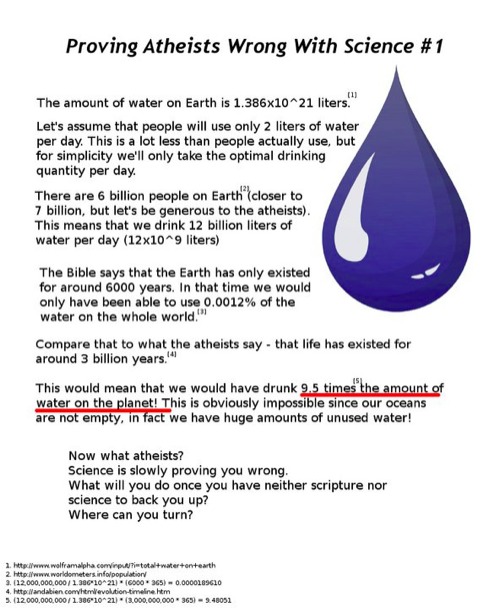 Proving Atheists Wrong With Science #1
The amount of water on Earth is 1.386x10^21 liters.[1]
Let's assume that people will use only 2 liters of water
per day. This is a lot less than people actually use, but
for simplicity we'll only take the optimal drinking
quantity per day.
There are 6 billion people on Earth[2](closer to
7 billion, but let's be generous to the atheists).
This means that we drink 12 billion liters of
water per day (12x10^9 liters)
The Bible says that the Earth has only existed
for around 6000 years. In that time we would
only have been able to use 0.0012% of the
water on the whole world.[3]
Compare that to what the atheists say - that life has existed for
around 3 billion years.[4]
This would mean that we would have drunk 9.5 times[5] the amount of
water on the planet! This is obviously impossible since our oceans
are not empty, in fact we have huge amounts of unused water!
Now what atheists?
Science is slowly proving you wrong.
What will you do once you have neither scripture nor
science to back you up?
Where can you turn?
1. http://www.wolframalpha.com/input/?i=total+water+on+earth
2. http://www.worldometers.info/population/
3. (12,000,000,000 / 1.386*10^21) * (6000 * 365) = 0.0000189610
4. http://andabien.com/html/evolution-timeline.htm
5. (12,000,000,000 / 1.386*10^21) * (3,000,000,000 * 365) = 9.48051